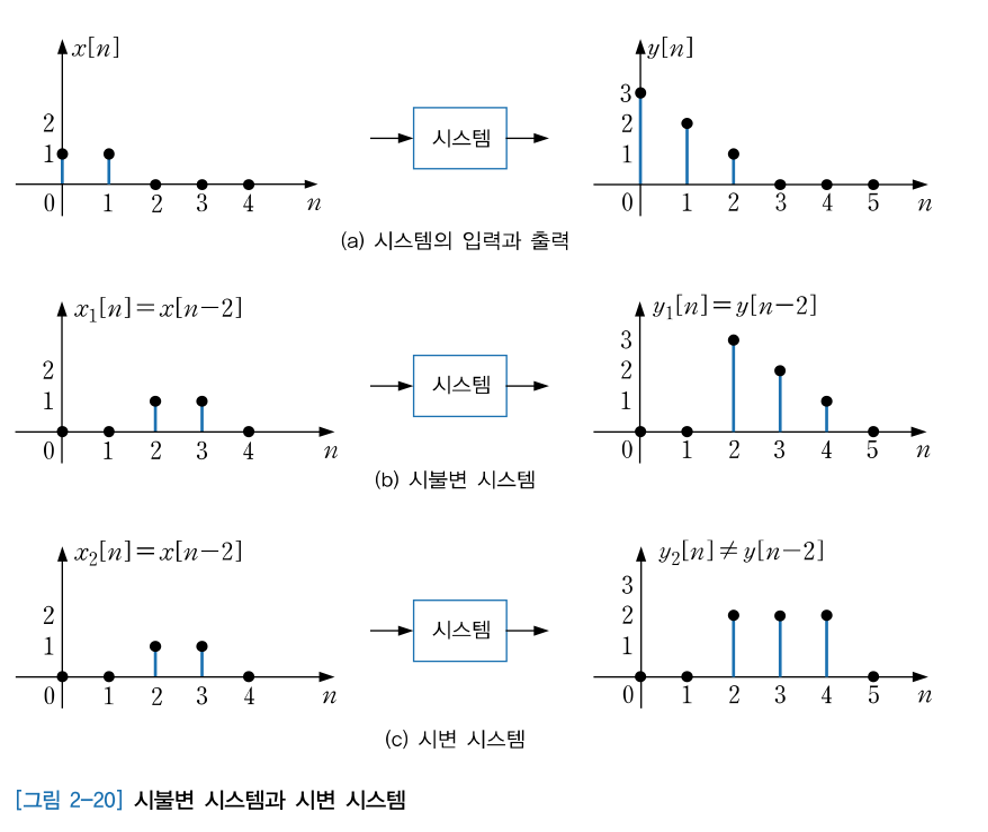 x[n] y[n]
3
2 2
1 시스템 1
0 1 2 3 4 n 0 1 2 3 4 5 n
(a) 시스템의 입력과 출력
x₁[n]=x[n−2] y₁[n]=y[n−2]
3
2 2
1 시스템 1
0 1 2 3 4 n 0 1 2 3 4 5 n
(b) 시불변 시스템
x₂[n]=x[n−2] y₂[n]≠y[n−2]
3
2 2
1 시스템 1
0 1 2 3 4 n 0 1 2 3 4 5 n
(c) 시변 시스템
[그림 2−20] 시불변 시스템과 시변 시스템